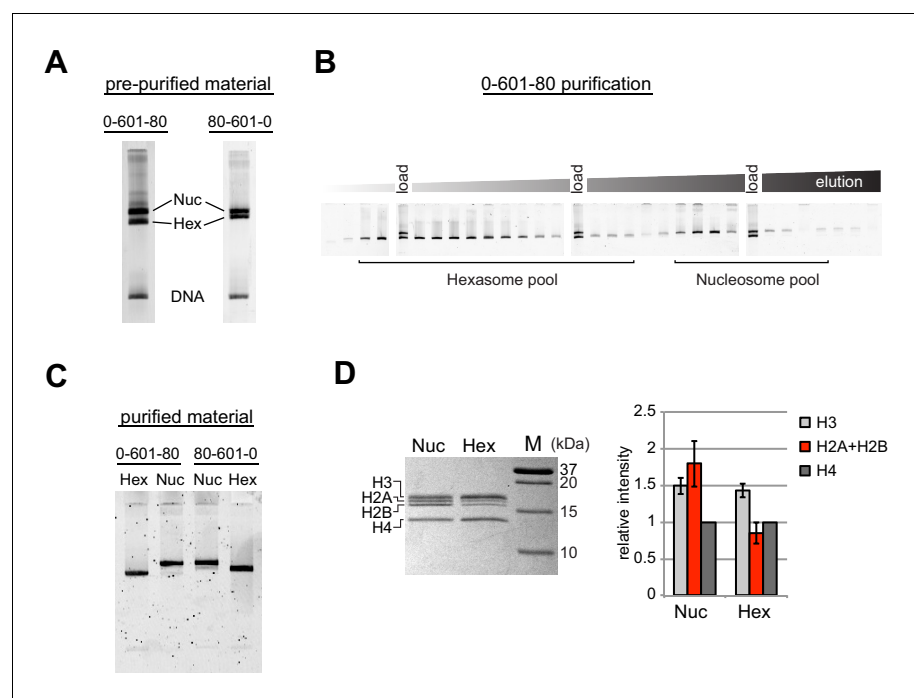 A
pre-purified material
0-601-80 80-601-0
Nuc
Hex
DNA
B
0-601-80 purification
load load load elution
Hexasome pool Nucleosome pool
C
purified material
0-601-80 80-601-0
Hex Nuc Nuc Hex
D
Nuc Hex M (kDa)
H3
H2A
H2B
H4
37
20
15
10
relative intensity
2.5
2
1.5
1
0.5
0
Nuc Hex
H3
H2A+H2B
H4